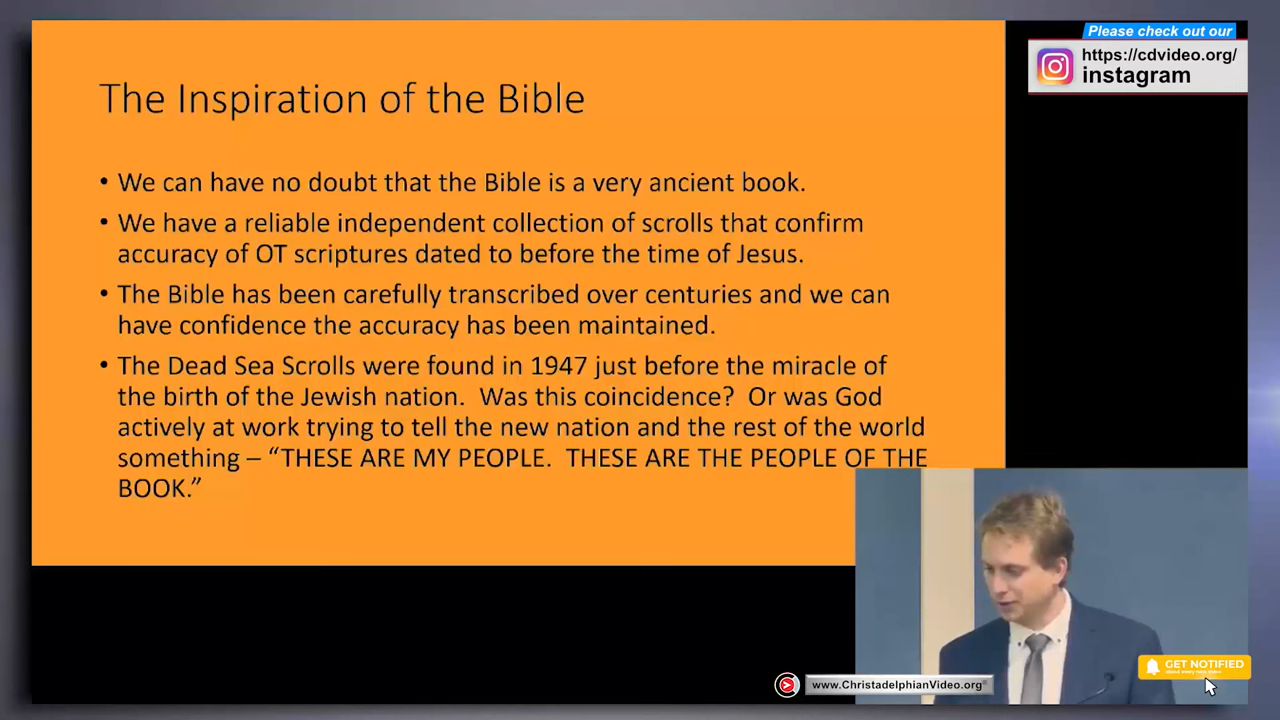 Please check out our
https://cdvideo.org/
instagram
The Inspiration of the Bible
• We can have no doubt that the Bible is a very ancient book.
• We have a reliable independent collection of scrolls that confirm
accuracy of OT scriptures dated to before the time of Jesus.
• The Bible has been carefully transcribed over centuries and we can
have confidence the accuracy has been maintained.
• The Dead Sea Scrolls were found in 1947 just before the miracle of
the birth of the Jewish nation.  Was this coincidence?  Or was God
actively at work trying to tell the new nation and the rest of the world
something – “THESE ARE MY PEOPLE.  THESE ARE THE PEOPLE OF THE
BOOK.”
GET NOTIFIED
www.ChristadelphianVideo.org